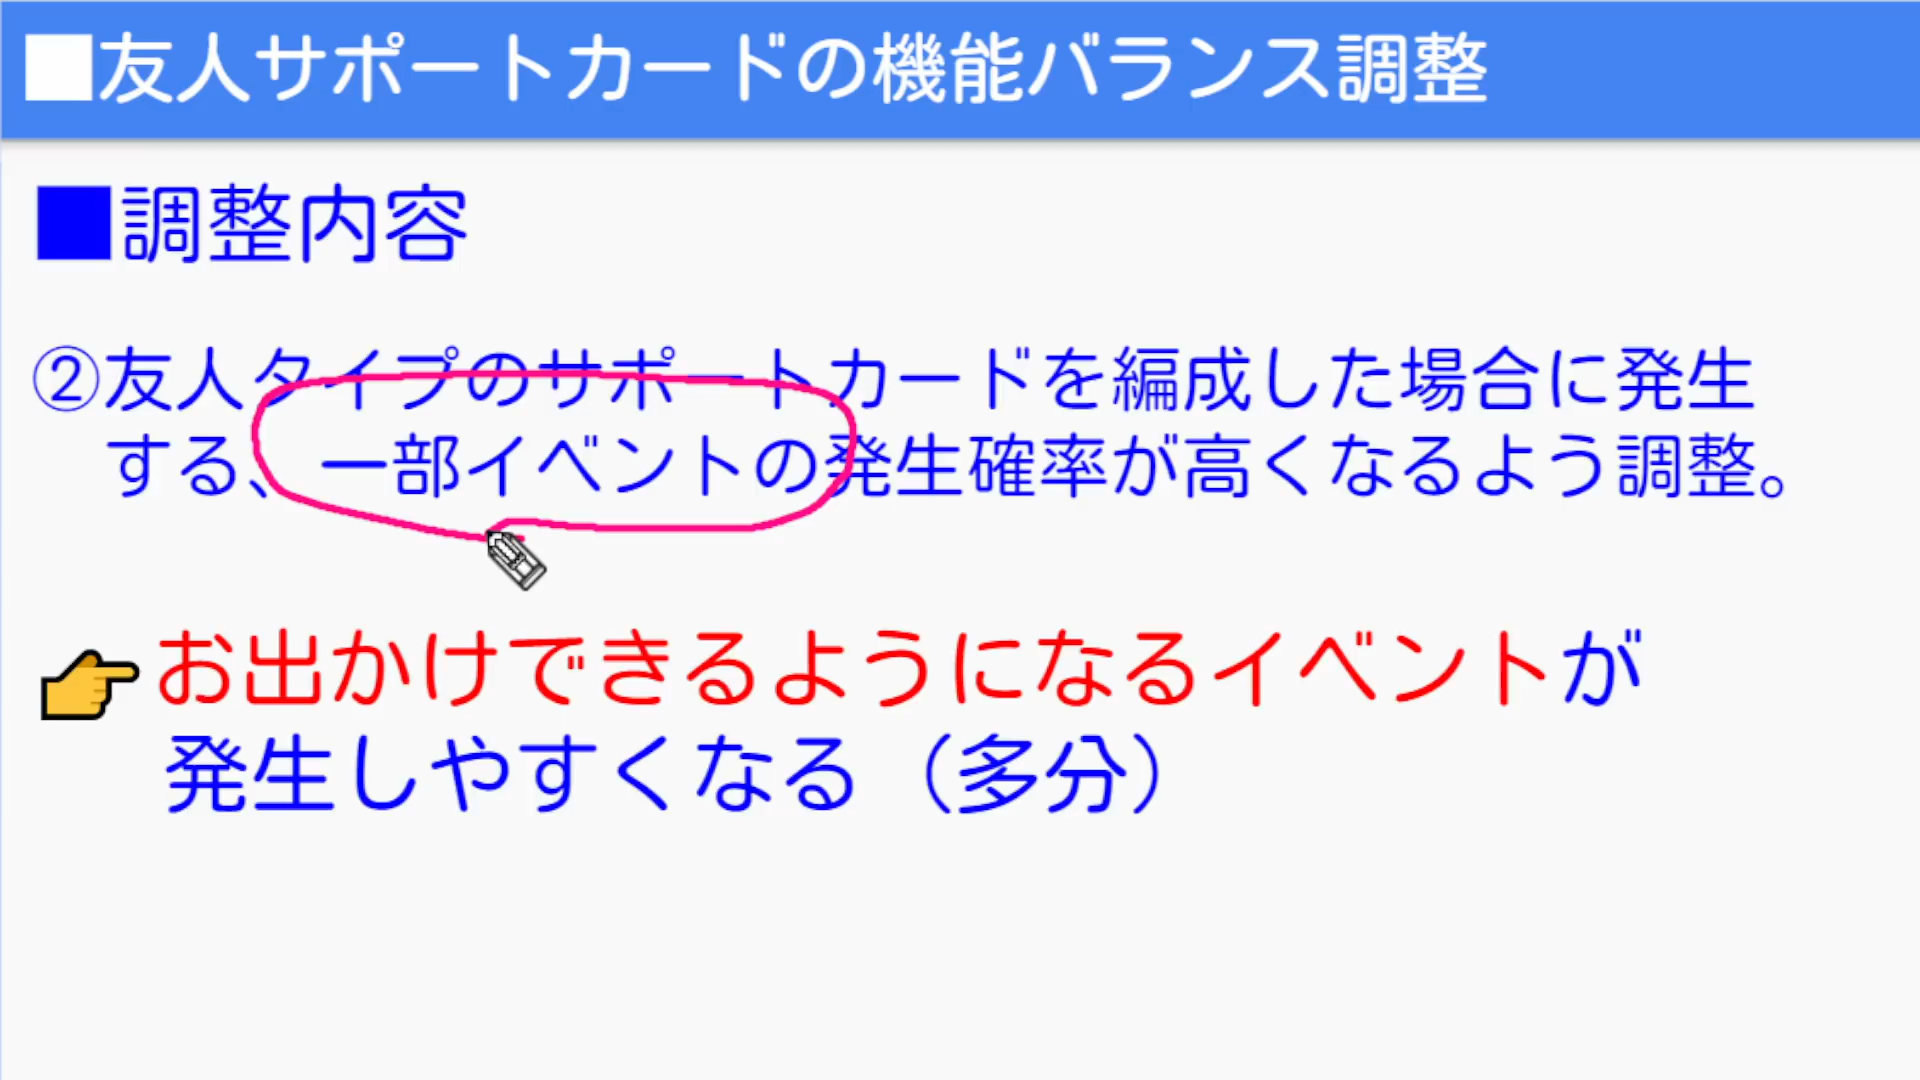 ■友人サポートカードの機能バランス調整
■調整内容
②友人タイプのサポートカードを編成した場合に発生
する、一部イベントの発生確率が高くなるよう調整。
👉お出かけできるようになるイベントが
発生しやすくなる（多分）